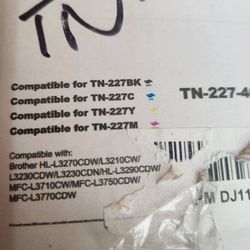 TN
Compatible for TN-227BK
Compatible for TN-227C
Compatible for TN-227Y
Compatible for TN-227M
TN-227-4
Compatible with:
Brother HL-L3270CDW/L3210CW/
L3230CDW/L3230CDN/HL-L3290CDW/
MFC-L3710CW/MFC-L3750CDW/
MFC-L3770CDW
M DJ11